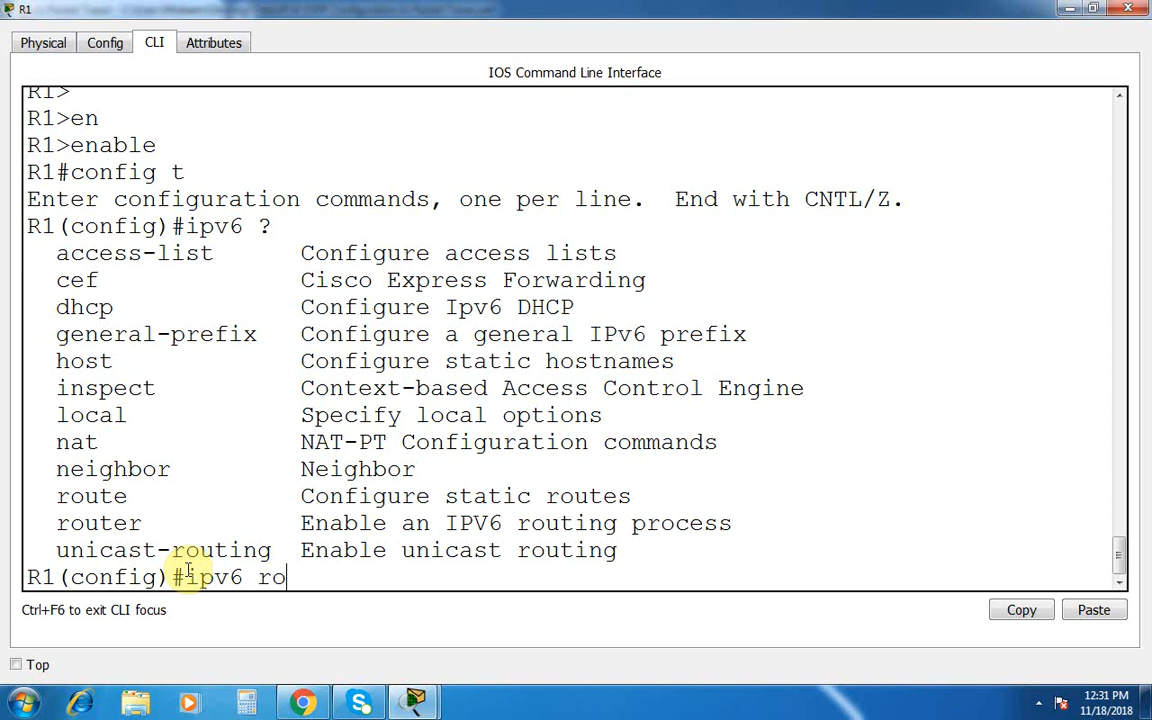 R1
Physical
Config
CLI
Attributes
IOS Command Line Interface
R1>
R1>en
R1>enable
R1#config t
Enter configuration commands, one per line.  End with CNTL/Z.
R1(config)#ipv6 ?
access-list Configure access lists
cef Cisco Express Forwarding
dhcp Configure Ipv6 DHCP
general-prefix Configure a general IPv6 prefix
host Configure static hostnames
inspect Context-based Access Control Engine
local Specify local options
nat NAT-PT Configuration commands
neighbor Neighbor
route Configure static routes
router Enable an IPV6 routing process
unicast-routing Enable unicast routing
R1(config)#ipv6 ro
Ctrl+F6 to exit CLI focus
Copy
Paste
Top
12:31 PM
11/18/2018